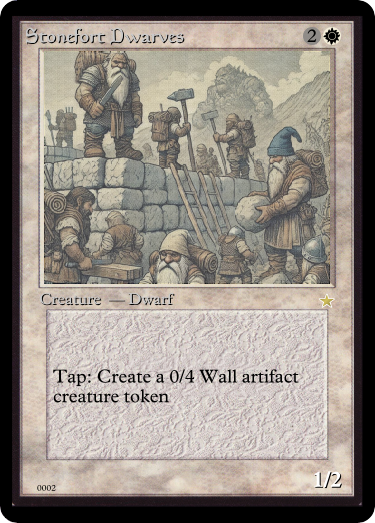 Stonefort Dwarves 2
Creature — Dwarf
Tap: Create a 0/4 Wall artifact
creature token
0002
1/2